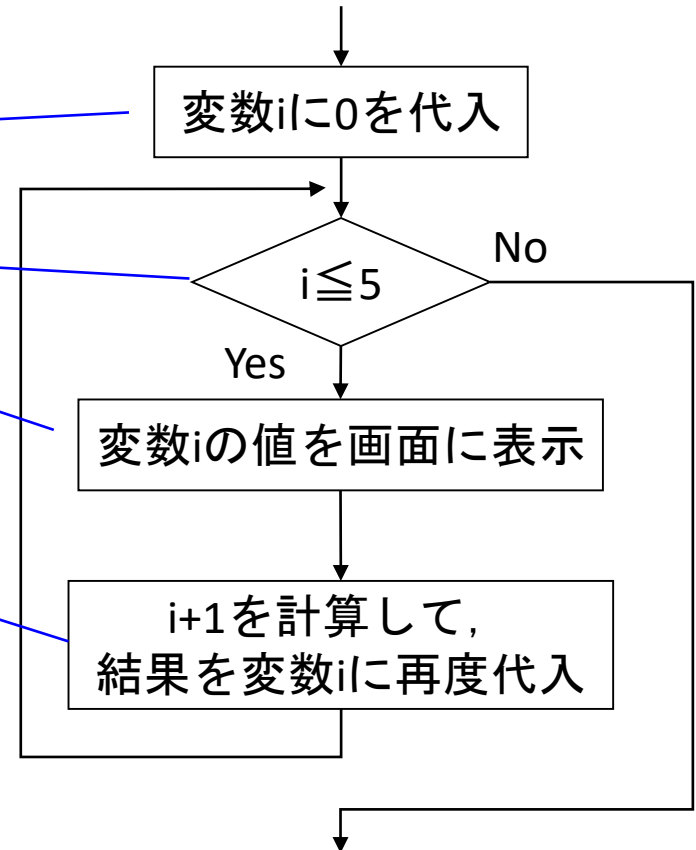 変数iに0を代入
i≦5
No
Yes
変数iの値を画面に表示
i+1を計算して,
結果を変数iに再度代入